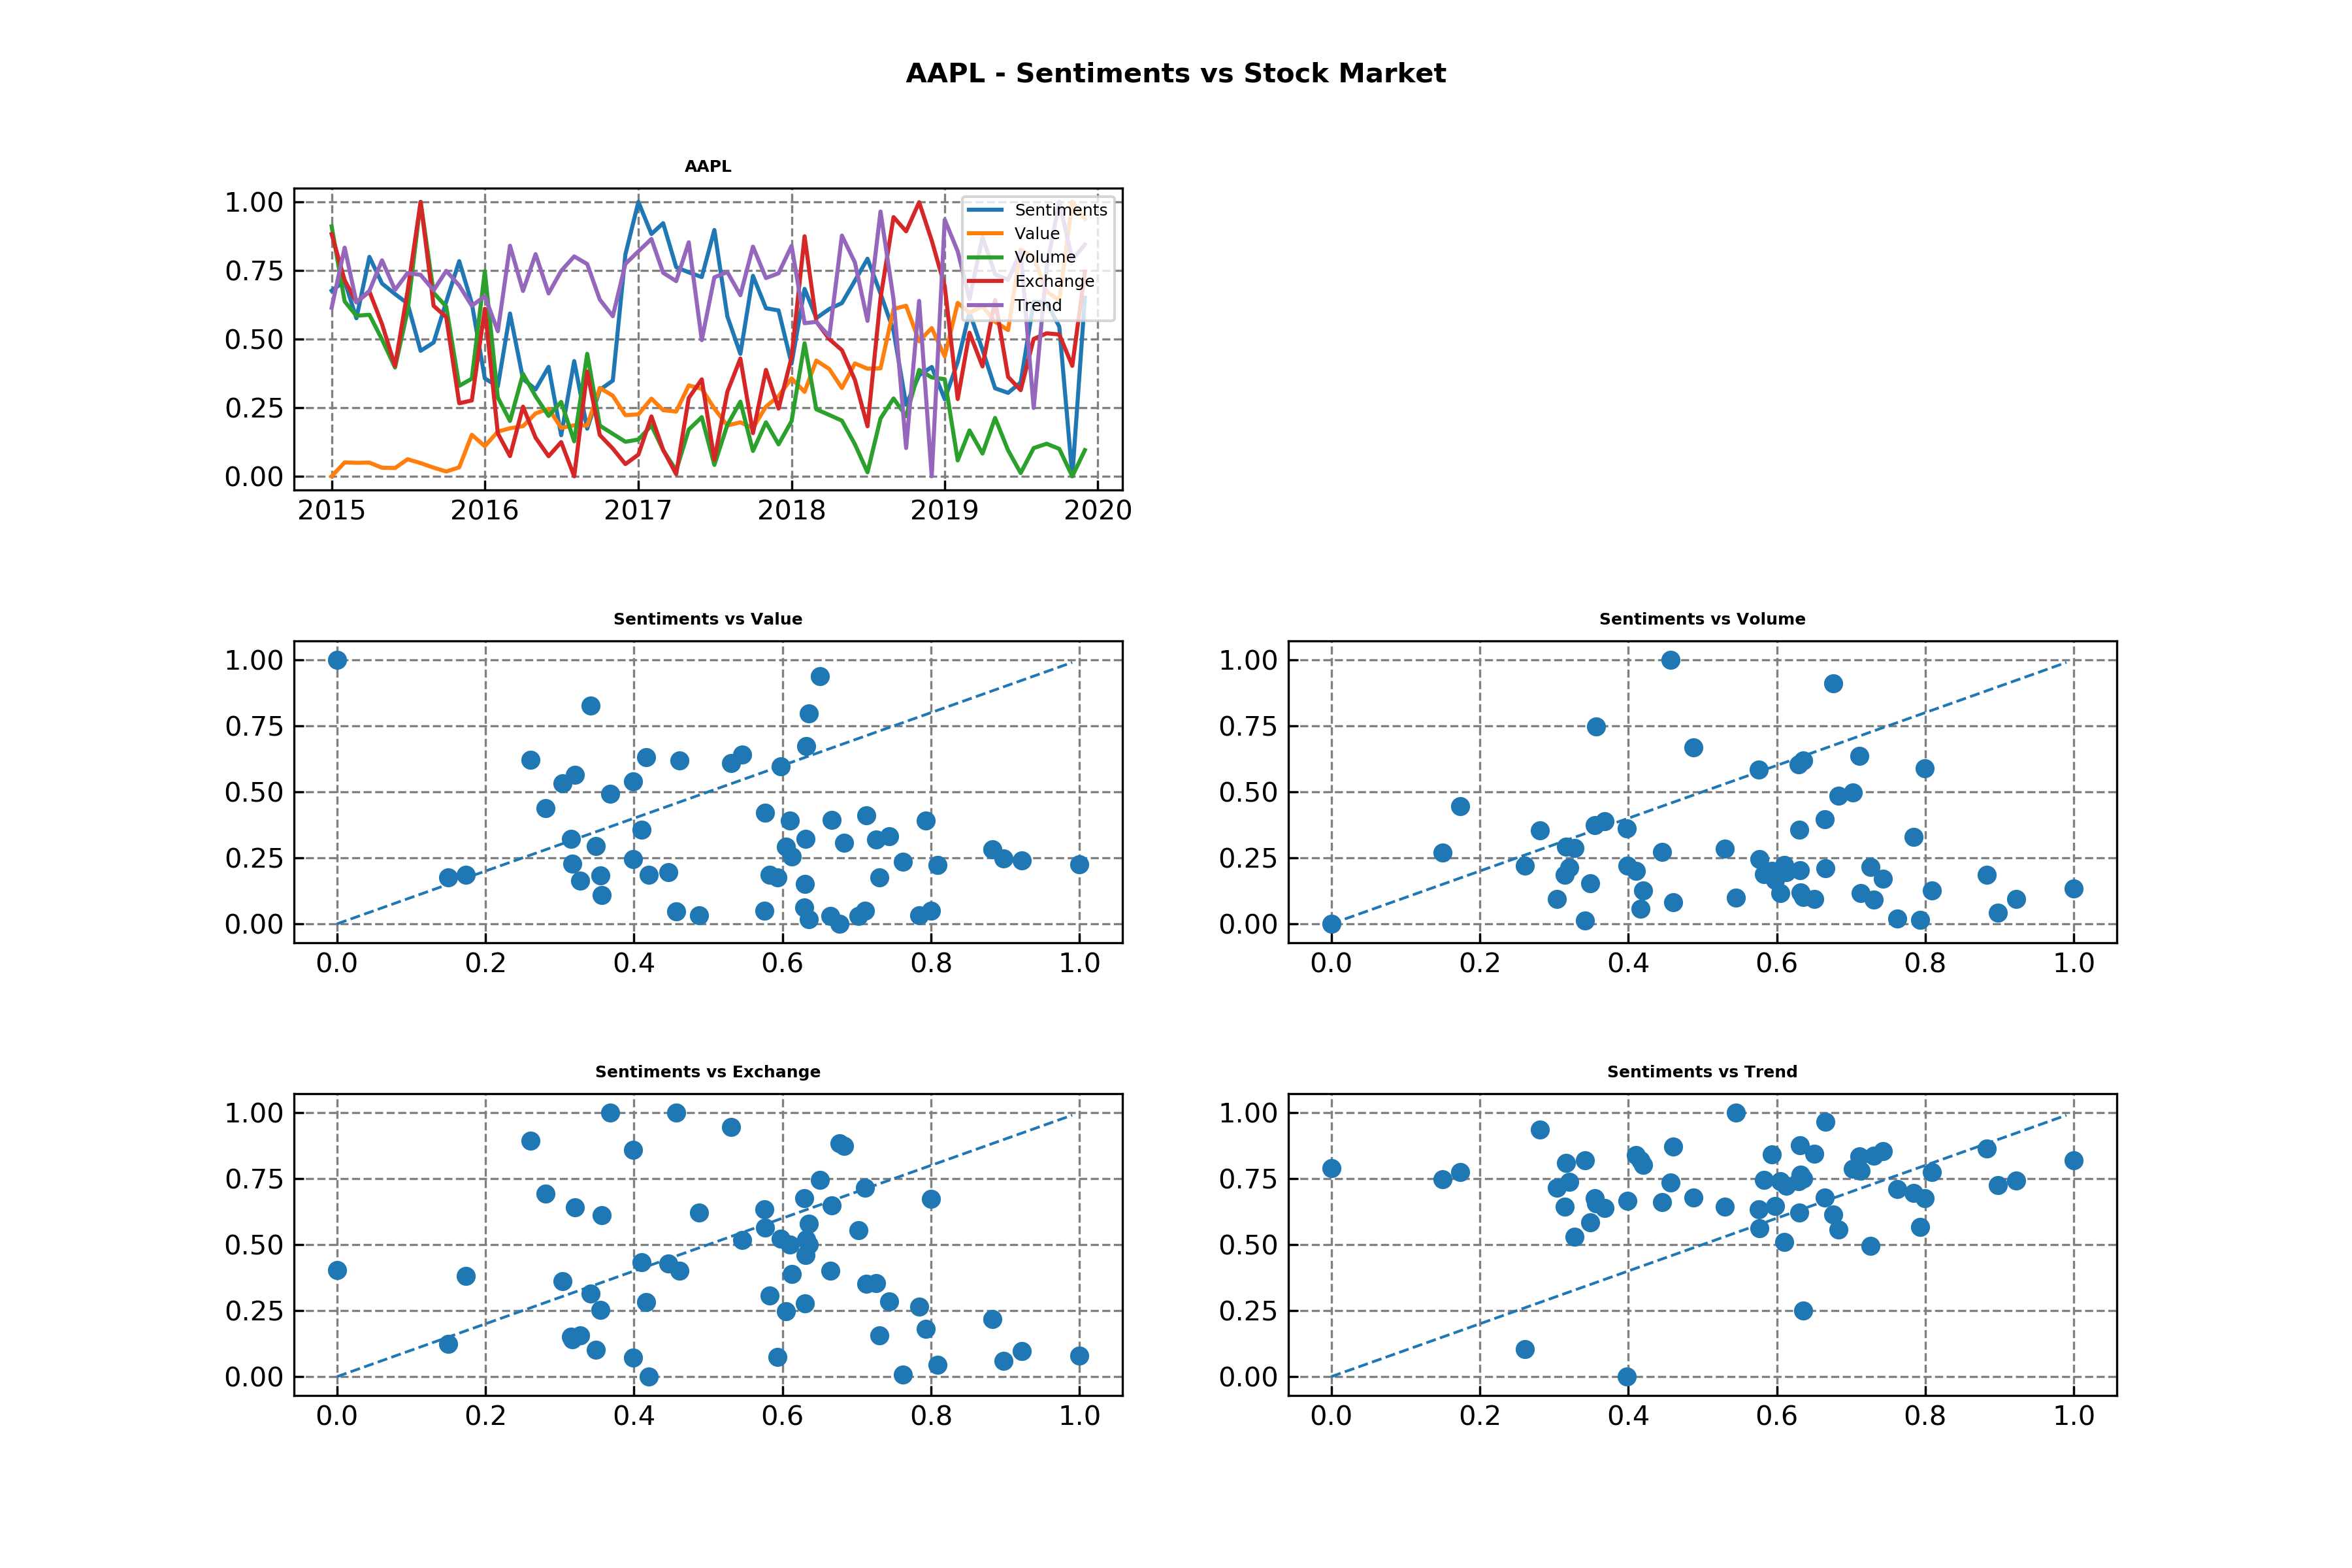 AAPL - Sentiments vs Stock Market
AAPL
1.00
0.75
0.50
0.25
0.00
2015 2016 2017 2018 2019 2020
Sentiments
Value
Volume
Exchange
Trend
Sentiments vs Value
1.00
0.75
0.50
0.25
0.00
0.0 0.2 0.4 0.6 0.8 1.0
Sentiments vs Volume
1.00
0.75
0.50
0.25
0.00
0.0 0.2 0.4 0.6 0.8 1.0
Sentiments vs Exchange
1.00
0.75
0.50
0.25
0.00
0.0 0.2 0.4 0.6 0.8 1.0
Sentiments vs Trend
1.00
0.75
0.50
0.25
0.00
0.0 0.2 0.4 0.6 0.8 1.0